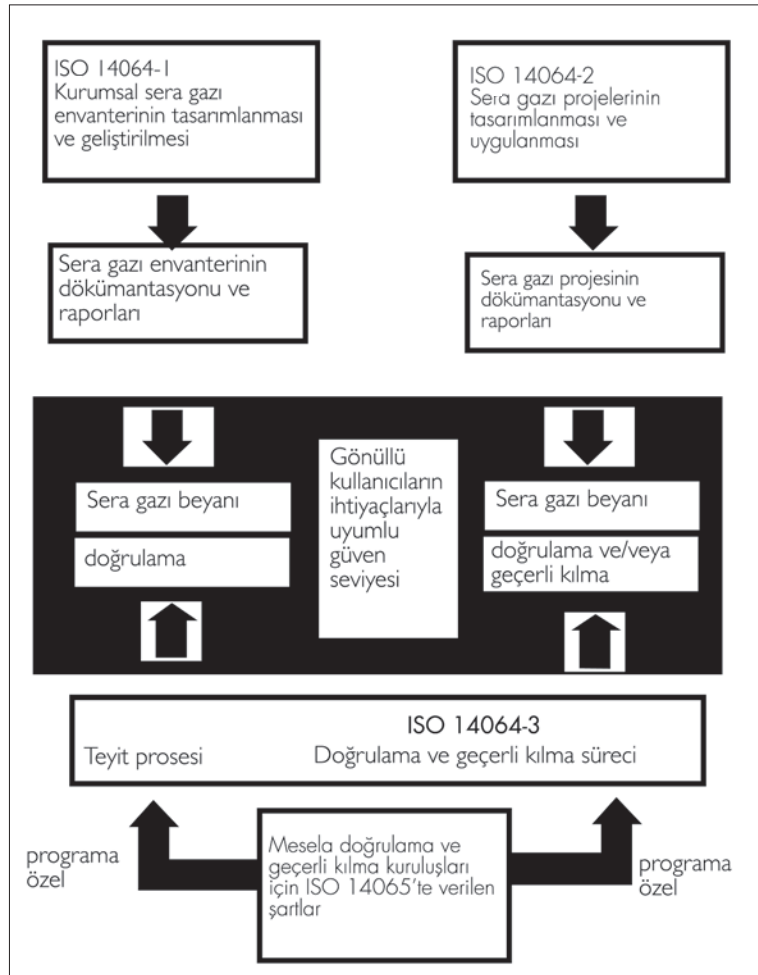 ISO 14064-1
Kurumsal sera gazı
envanterinin tasarımlanması
ve geliştirilmesi
ISO 14064-2
Sera gazı projelerinin
tasarımlanması ve
uygulanması
Sera gazı envanterinin
dökümantasyonu ve
raporları
Sera gazı projesinin
dökümantasyonu ve
raporları
Sera gazı beyanı
doğrulama
Gönüllü
kullanıcıların
ihtiyaçlarıyla
uyumlu
güven
seviyesi
Sera gazı beyanı
doğrulama ve/veya
geçerli kılma
ISO 14064-3
Teyit prosesi Doğrulama ve geçerli kılma süreci
programa
özel
Mesela doğrulama ve
geçerli kılma kuruluşları
için ISO 14065'te verilen
şartlar
programa
özel